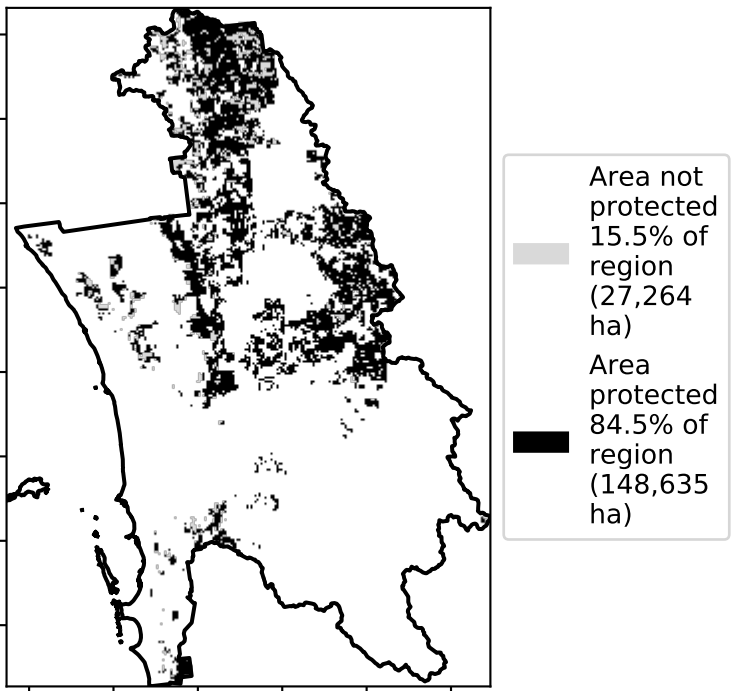 Area not
protected
15.5% of
region
(27,264
ha)
Area
protected
84.5% of
region
(148,635
ha)